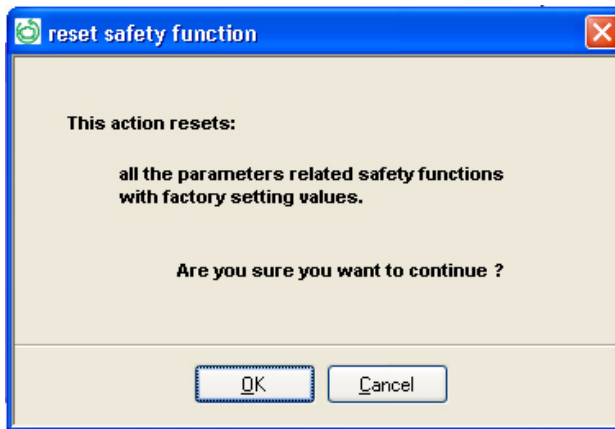 reset safety function
This action resets:
all the parameters related safety functions
with factory setting values.
Are you sure you want to continue ?
OK
Cancel